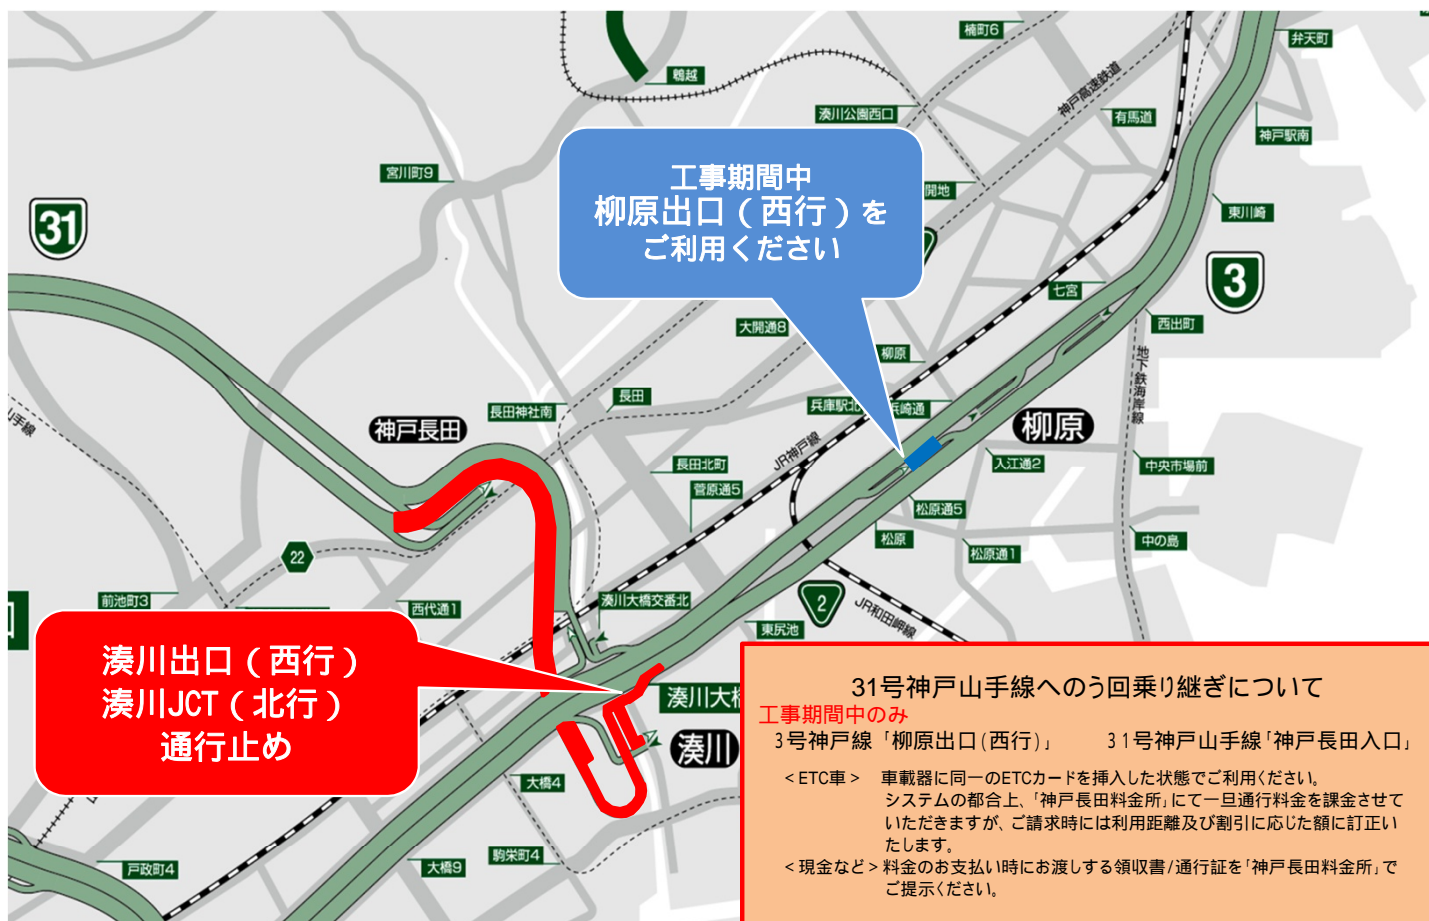 楠町6
弁天町
鵯越
神戸高速鉄道
湊川公園西口
有馬道
神戸駅南
宮川町9
工事期間中
柳原出口（西行）を
ご利用ください
開地
31
東川崎
3
七宮
西出町
大開通8
柳原
地下鉄海岸線
長田
長田神社南
兵庫駅北
浜崎通
神戸長田
柳原
山手線
JR神戸線
長田北町
入江通2
中央市場前
菅原通5
松原通5
松原
松原通1
中の島
22
前池町3
西代通1
湊川大橋交番北
2
JR和田岬線
東尻池
湊川出口（西行）
湊川JCT（北行）
通行止め
湊川大橋
湊川
大橋4
駒栄町4
大橋9
戸政町4
31号神戸山手線へのう回乗り継ぎについて
工事期間中のみ
3号神戸線「柳原出口(西行)」 31号神戸山手線「神戸長田入口」
＜ETC車＞ 車載器に同一のETCカードを挿入した状態でご利用ください。
システムの都合上、「神戸長田料金所」にて一旦通行料金を課金させて
いただきますが、ご請求時には利用距離及び割引に応じた額に訂正い
たします。
＜現金など＞料金のお支払い時にお渡しする領収書/通行証を「神戸長田料金所」で
ご提示ください。